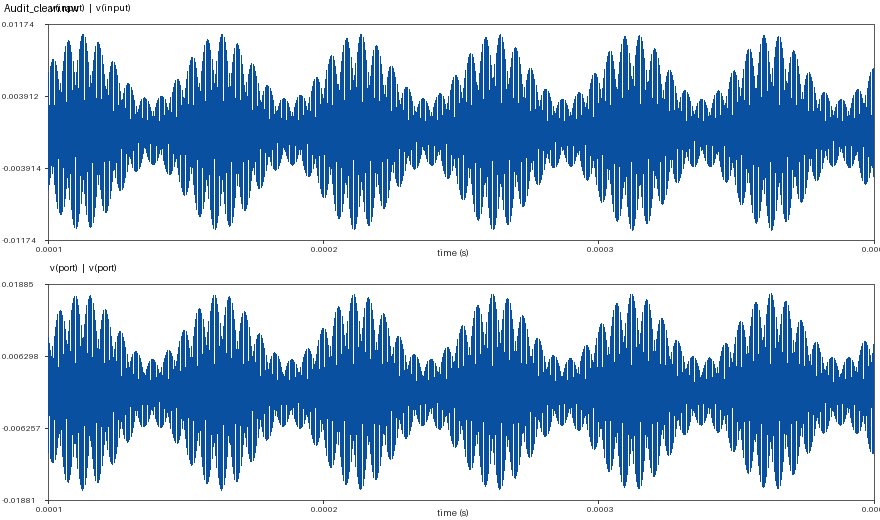 Audit_clean.raw
v(input) | v(input)
0.01174
0.003912
-0.003914
-0.01174
0.0001
0.0002
0.0003
time (s)
v(port) | v(port)
0.01885
0.006298
-0.006257
-0.01881
0.0001
0.0002
0.0003
time (s)